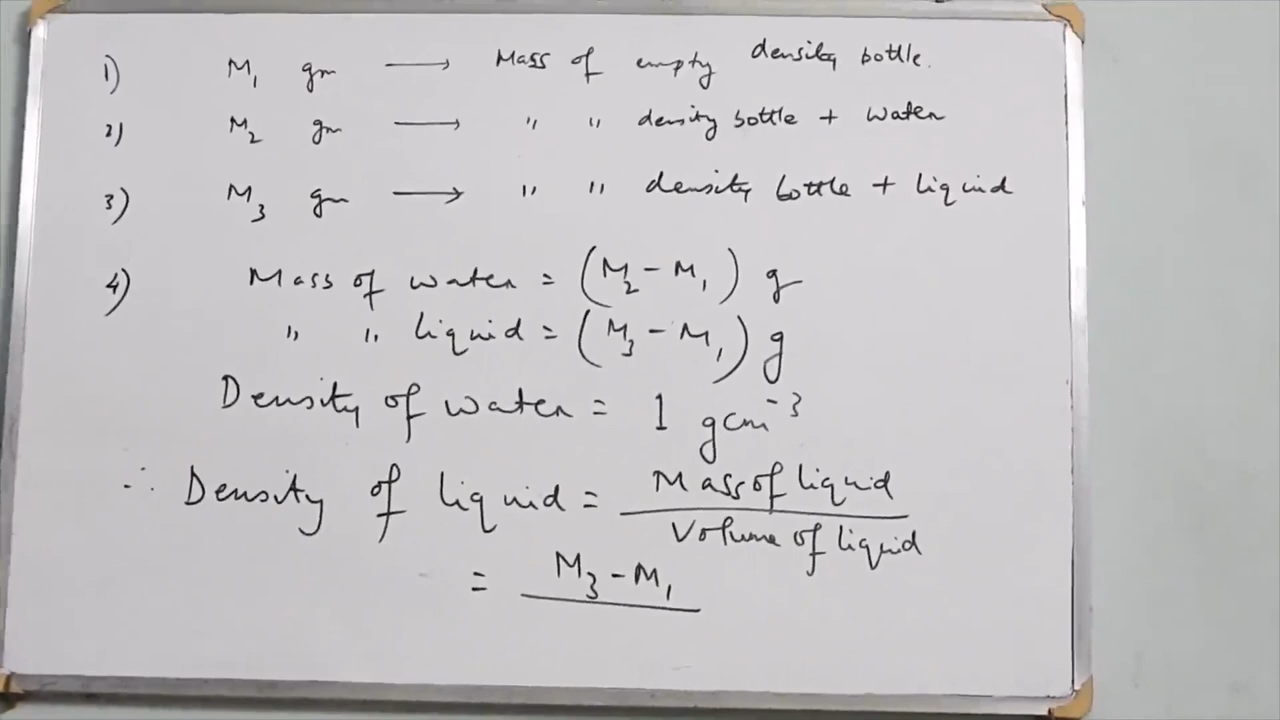 1) M₁ gm → Mass of empty density bottle.
2) M₂ gm → " " density bottle + water
3) M₃ gm → " " density bottle + liquid
4) Mass of water = (M₂ - M₁) g
" " liquid = (M₃ - M₁) g
Density of water = 1 gcm⁻³
∴ Density of liquid = Mass of liquid
Volume of liquid
= M₃ - M₁